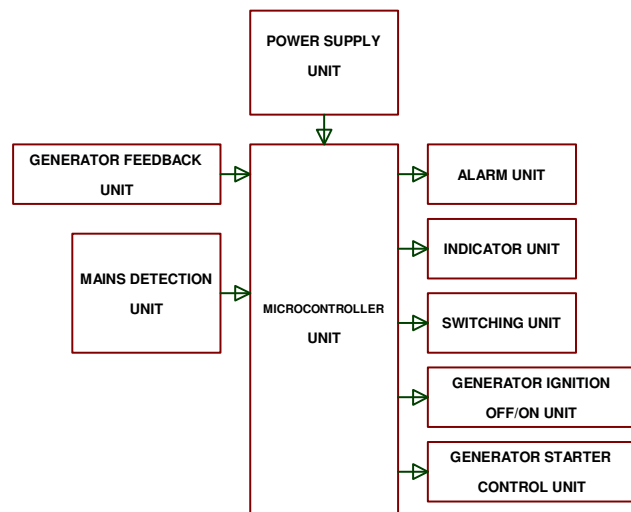 POWER SUPPLY
UNIT
GENERATOR FEEDBACK
UNIT
MAINS DETECTION
UNIT
MICROCONTROLLER
UNIT
ALARM UNIT
INDICATOR UNIT
SWITCHING UNIT
GENERATOR IGNITION
OFF/ON UNIT
GENERATOR STARTER
CONTROL UNIT